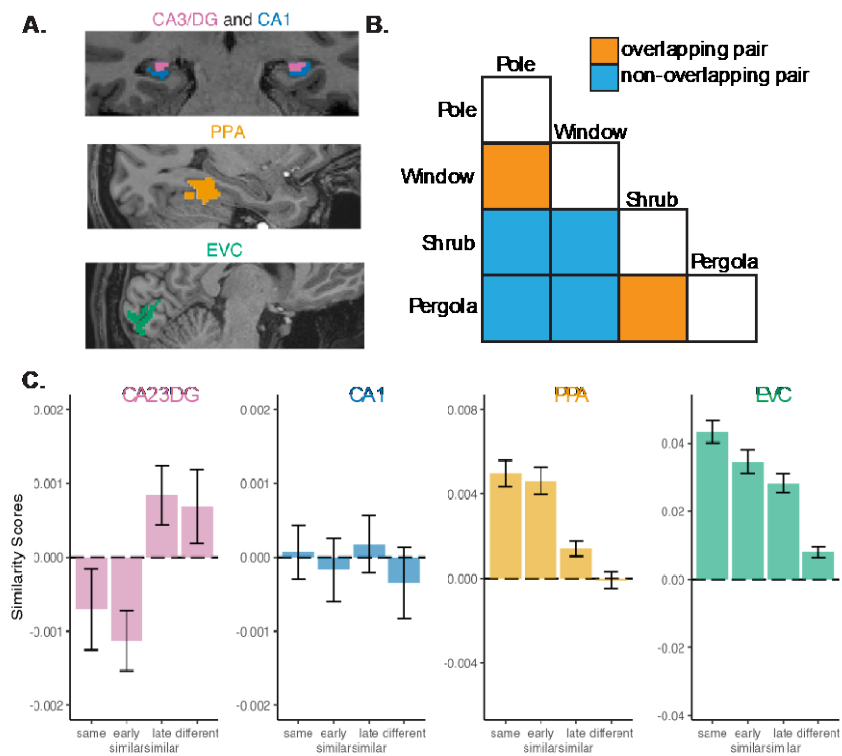 A.
CA3/DG and CA1
PPA
EVC
B.
overlapping pair
non-overlapping pair
Pole
Window
Shrub
Pergola
Pole
Window
Shrub
Pergola
C.
CA23DG
CA1
PPA
EVC
Similarity Scores
0.002
0.001
0.000
-0.001
-0.002
0.002
0.001
0.000
-0.001
-0.002
0.008
0.004
0.000
-0.004
0.04
0.02
0.00
-0.02
-0.04
same early late different
similar similar
same early late different
similar similar
same early late different
similar similar
same early late different
similar similar